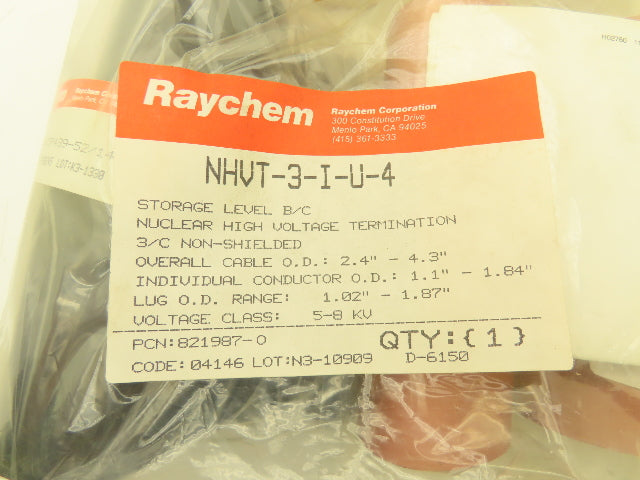 Raychem
Raychem Corporation
300 Constitution Drive
Menlo Park, CA 94025
(415) 361-3333
NHVT-3-I-U-4
STORAGE LEVEL B/C
NUCLEAR HIGH VOLTAGE TERMINATION
3/C NON-SHIELDED
OVERALL CABLE O.D.: 2.4" - 4.3"
INDIVIDUAL CONDUCTOR O.D.: 1.1" - 1.84"
LUG O.D. RANGE: 1.02" - 1.87"
VOLTAGE CLASS: 5-8 KV
PCN:821987-0 QTY:{1}
CODE: 04146 LOT:N3-10909 D-6150
LOT:K3-1390